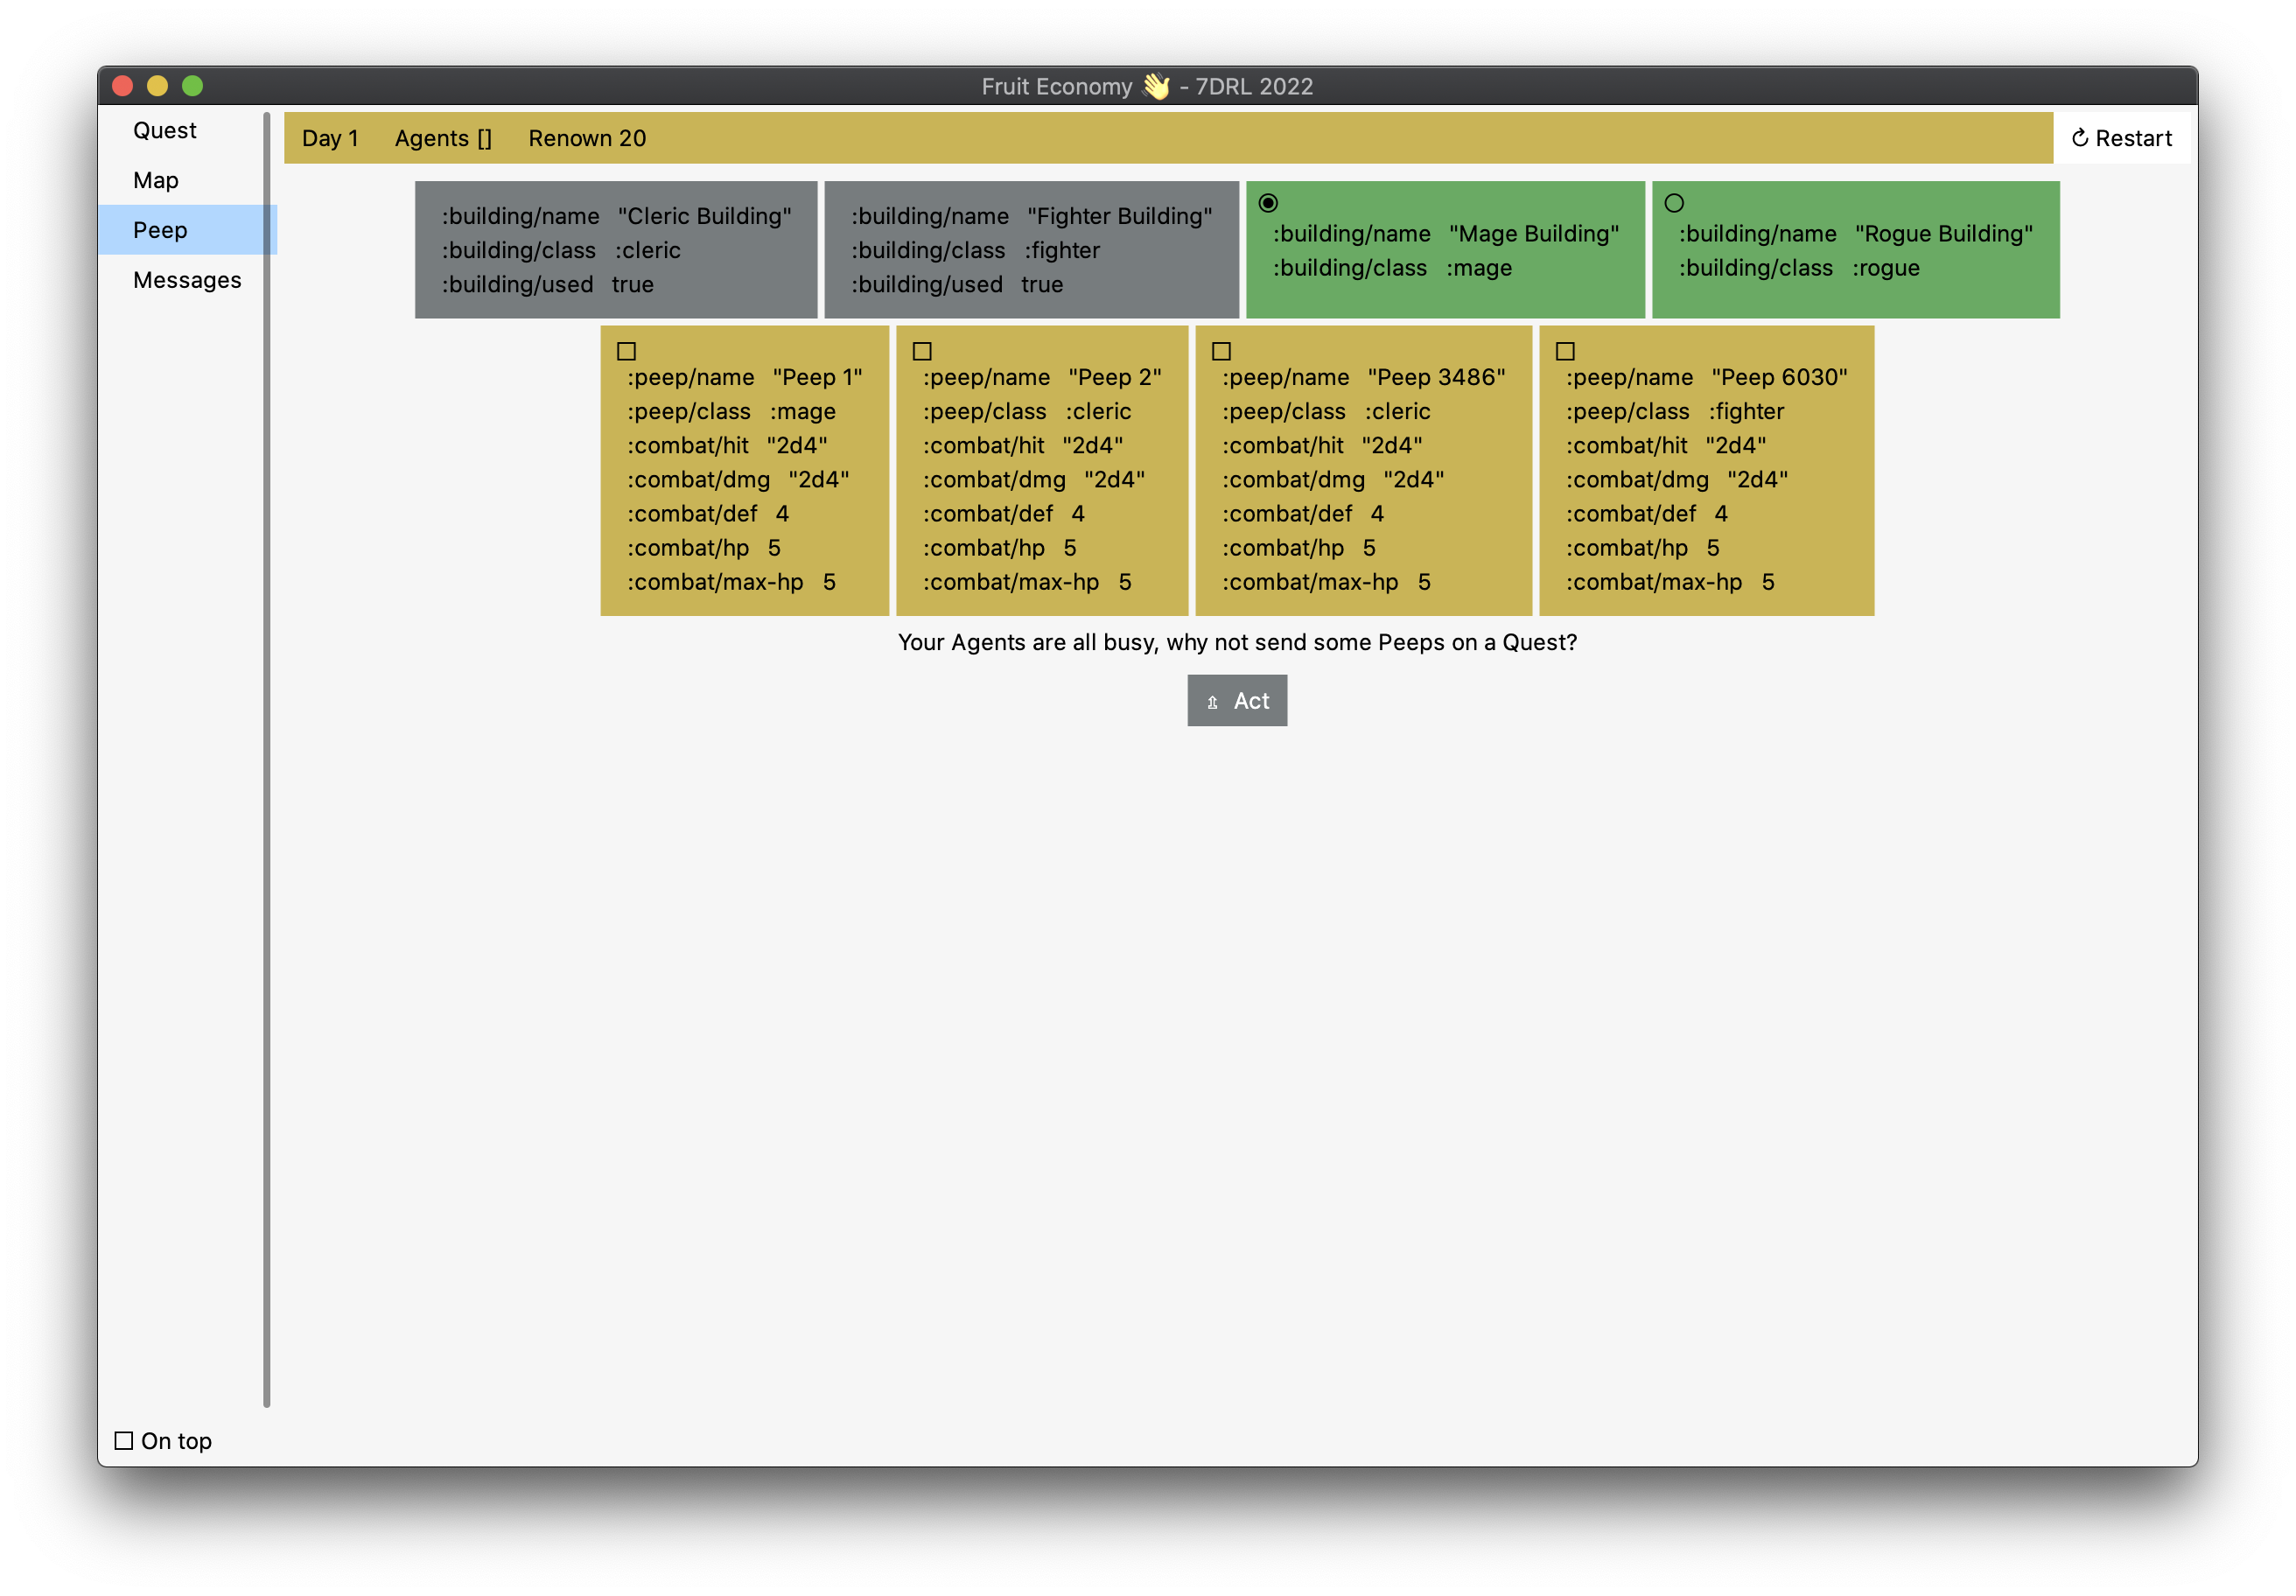 Fruit Economy 👋 - 7DRL 2022
Quest
Map
Peep
Messages
Day 1 Agents [] Renown 20
↻ Restart
:building/name "Cleric Building"
:building/class :cleric
:building/used true
:building/name "Fighter Building"
:building/class :fighter
:building/used true
:building/name "Mage Building"
:building/class :mage
:building/name "Rogue Building"
:building/class :rogue
:peep/name "Peep 1"
:peep/class :mage
:combat/hit "2d4"
:combat/dmg "2d4"
:combat/def 4
:combat/hp 5
:combat/max-hp 5
:peep/name "Peep 2"
:peep/class :cleric
:combat/hit "2d4"
:combat/dmg "2d4"
:combat/def 4
:combat/hp 5
:combat/max-hp 5
:peep/name "Peep 3486"
:peep/class :cleric
:combat/hit "2d4"
:combat/dmg "2d4"
:combat/def 4
:combat/hp 5
:combat/max-hp 5
:peep/name "Peep 6030"
:peep/class :fighter
:combat/hit "2d4"
:combat/dmg "2d4"
:combat/def 4
:combat/hp 5
:combat/max-hp 5
Your Agents are all busy, why not send some Peeps on a Quest?
⇫ Act
On top